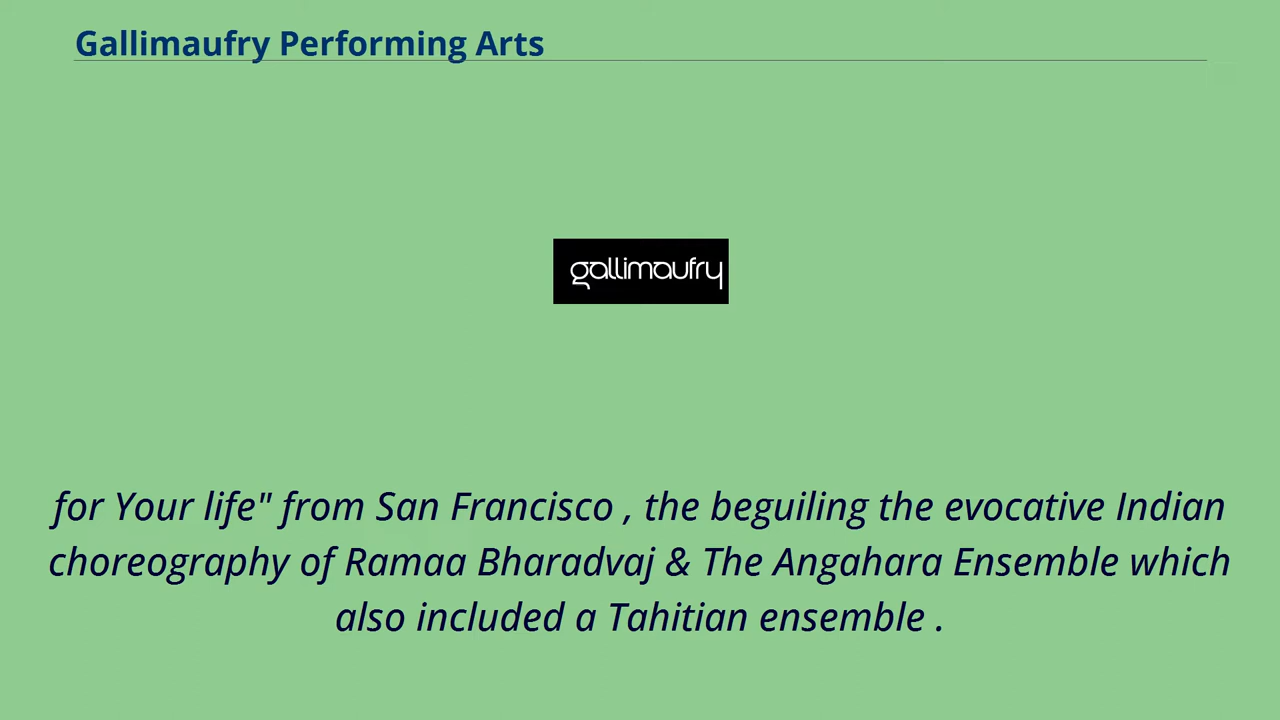 Gallimaufry Performing Arts
gallimaufry
for Your life" from San Francisco , the beguiling the evocative Indian
choreography of Ramaa Bharadvaj & The Angahara Ensemble which
also included a Tahitian ensemble .